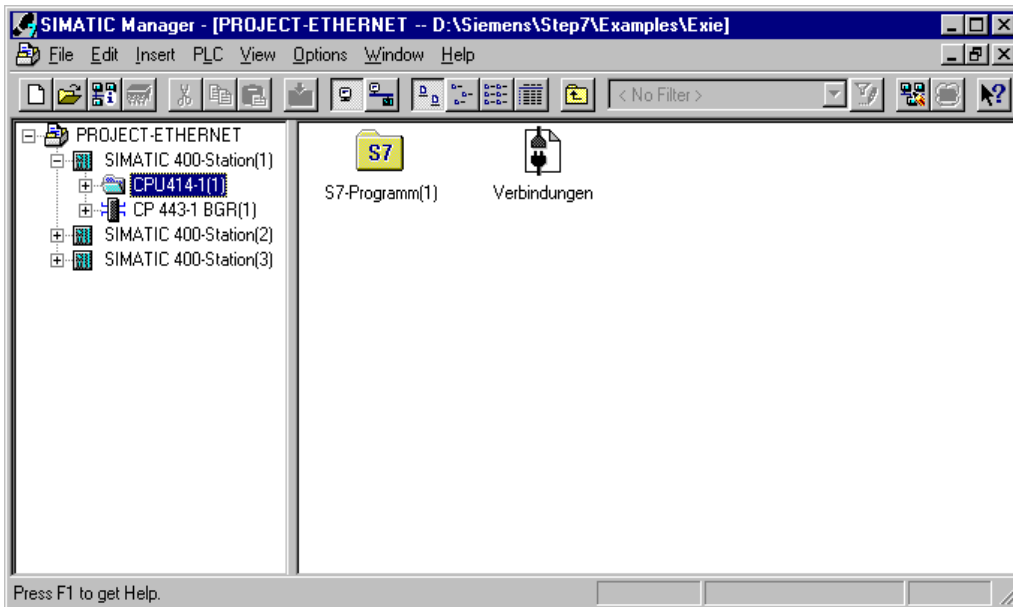 SIMATIC Manager - [PROJECT-ETHERNET -- D:\Siemens\Step7\Examples\Exie]
File Edit Insert PLC View Options Window Help
< No Filter >
PROJECT-ETHERNET
SIMATIC 400-Station(1)
CPU414-1(1)
CP 443-1 BGR(1)
SIMATIC 400-Station(2)
SIMATIC 400-Station(3)
S7
S7-Programm(1)
Verbindungen
Press F1 to get Help.